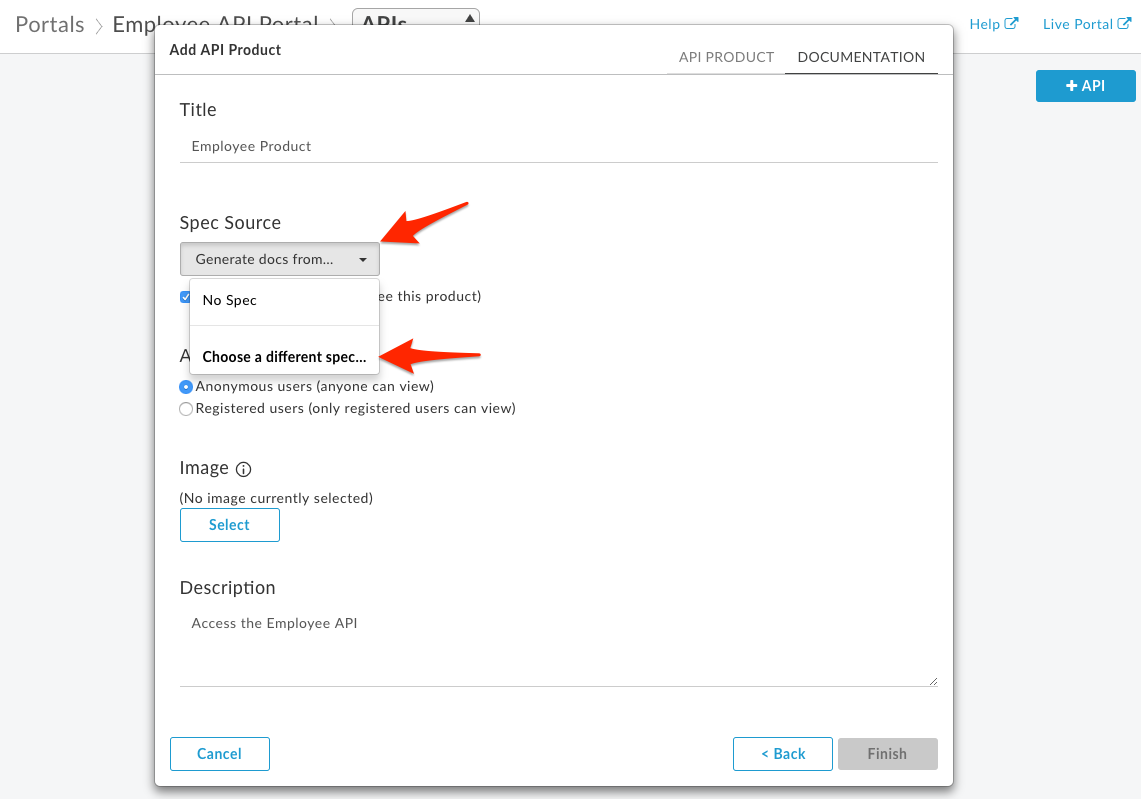 Portals > Employee API Portal > APIs
Help
Live Portal
+ API
Add API Product
API PRODUCT
DOCUMENTATION
Title
Employee Product
Spec Source
Generate docs from...
No Spec
ee this product)
Choose a different spec...
A
Anonymous users (anyone can view)
Registered users (only registered users can view)
Image
(No image currently selected)
Select
Description
Access the Employee API
Cancel
< Back
Finish